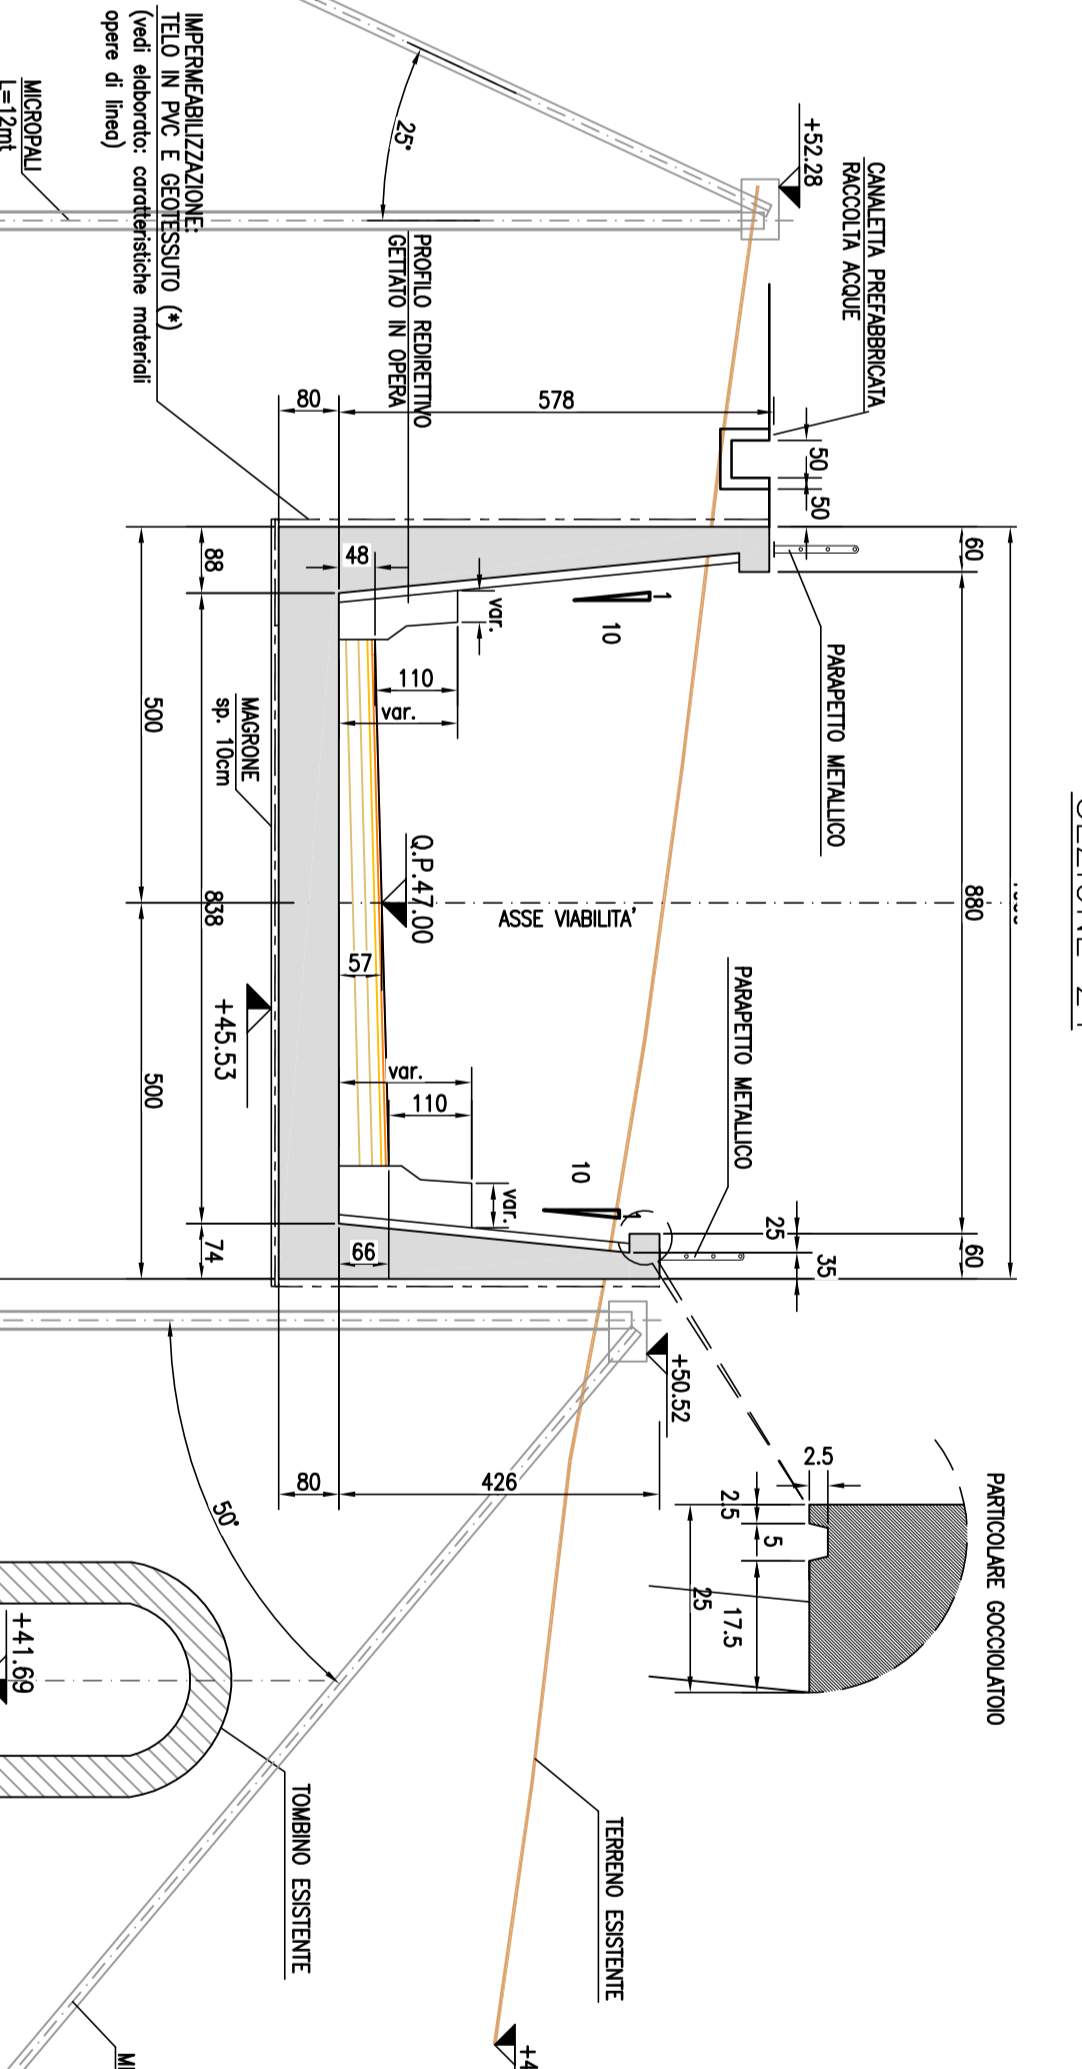 +52.28
CANALETTA PREFABBRICATA
RACCOLTA ACQUE
IMPERMEABILIZZAZIONE:
TELO IN PVC E GEOTESSUTO (*)
(vedi elaborato: caratteristiche materiali
opere di linea)
MICROPALI
L=12mt
25°
PROFILO REDIRETTIVO
GETTATO IN OPERA
80
578
50
50
60
88
48
var.
1
10
110
var.
PARAPETTO METALLICO
MAGRONE
sp. 10cm
500
838
880
Q.P.47.00
ASSE VIABILITA'
57
+45.53
500
var.
110
PARAPETTO METALLICO
10
1
var.
25
35
60
74
66
+50.52
80
426
50°
2.5
2.5
5
17.5
25
PARTICOLARE GOCCIOLATOIO
+41.69
TOMBINO ESISTENTE
TERRENO ESISTENTE